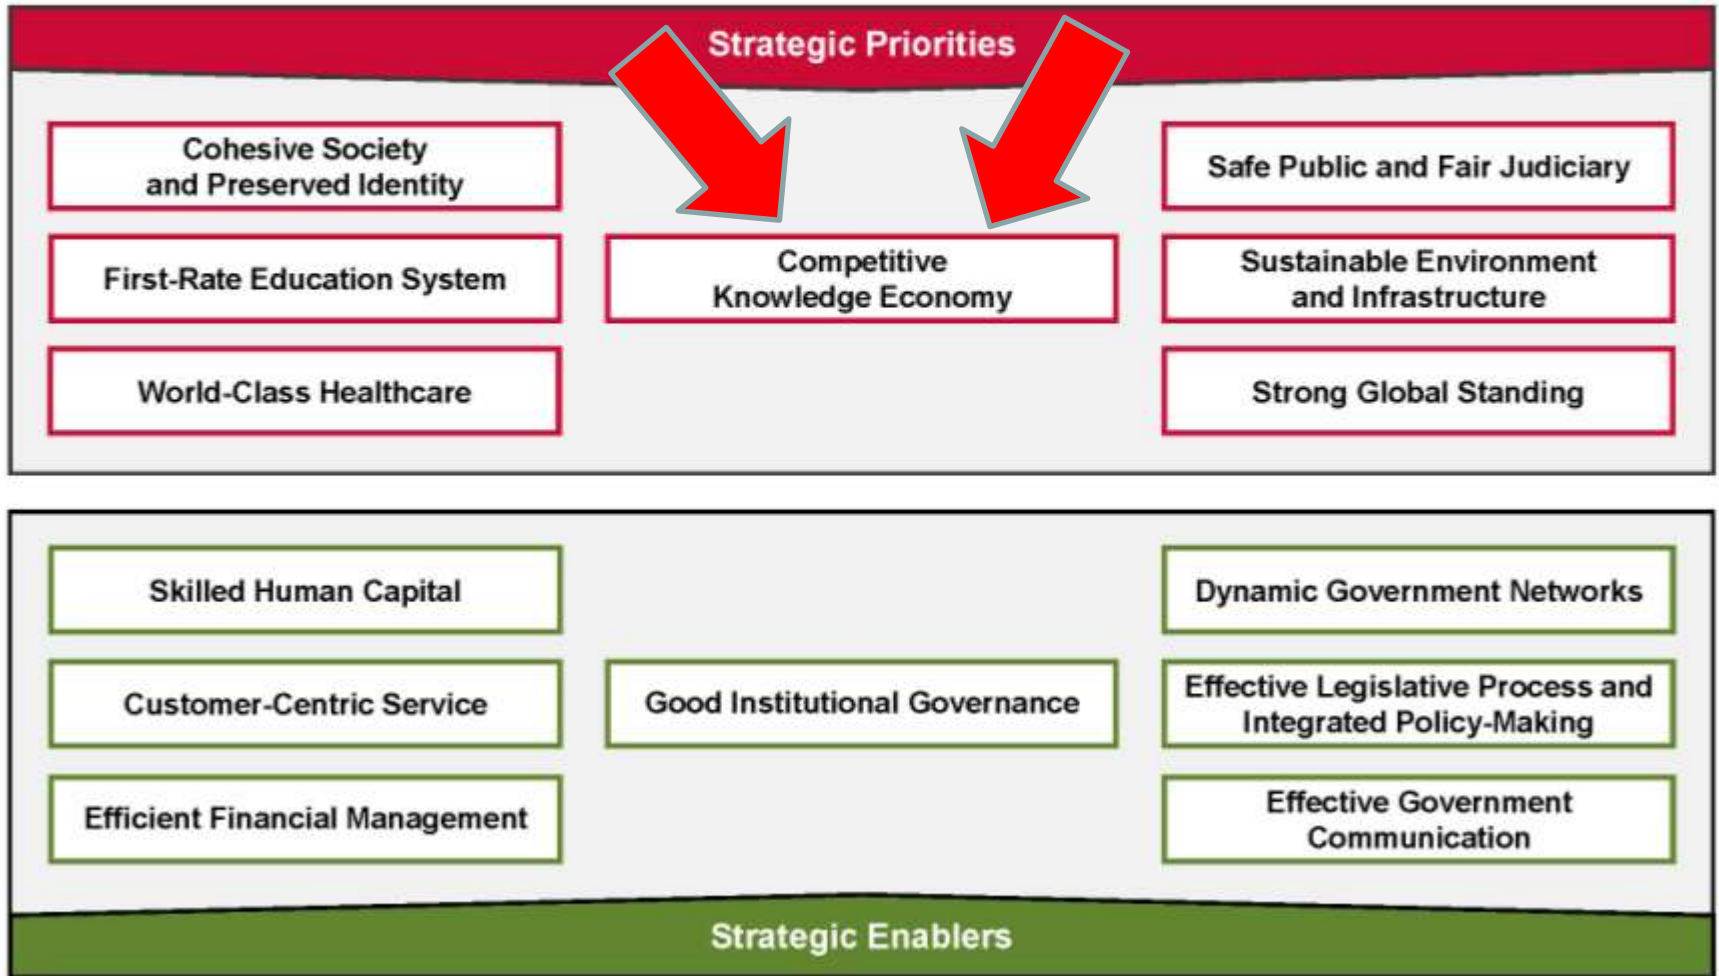 Strategic Priorities
Cohesive Society
and Preserved Identity
Safe Public and Fair Judiciary
First-Rate Education System
Competitive
Knowledge Economy
Sustainable Environment
and Infrastructure
World-Class Healthcare
Strong Global Standing
Skilled Human Capital
Dynamic Government Networks
Customer-Centric Service
Good Institutional Governance
Effective Legislative Process and
Integrated Policy-Making
Efficient Financial Management
Effective Government
Communication
Strategic Enablers